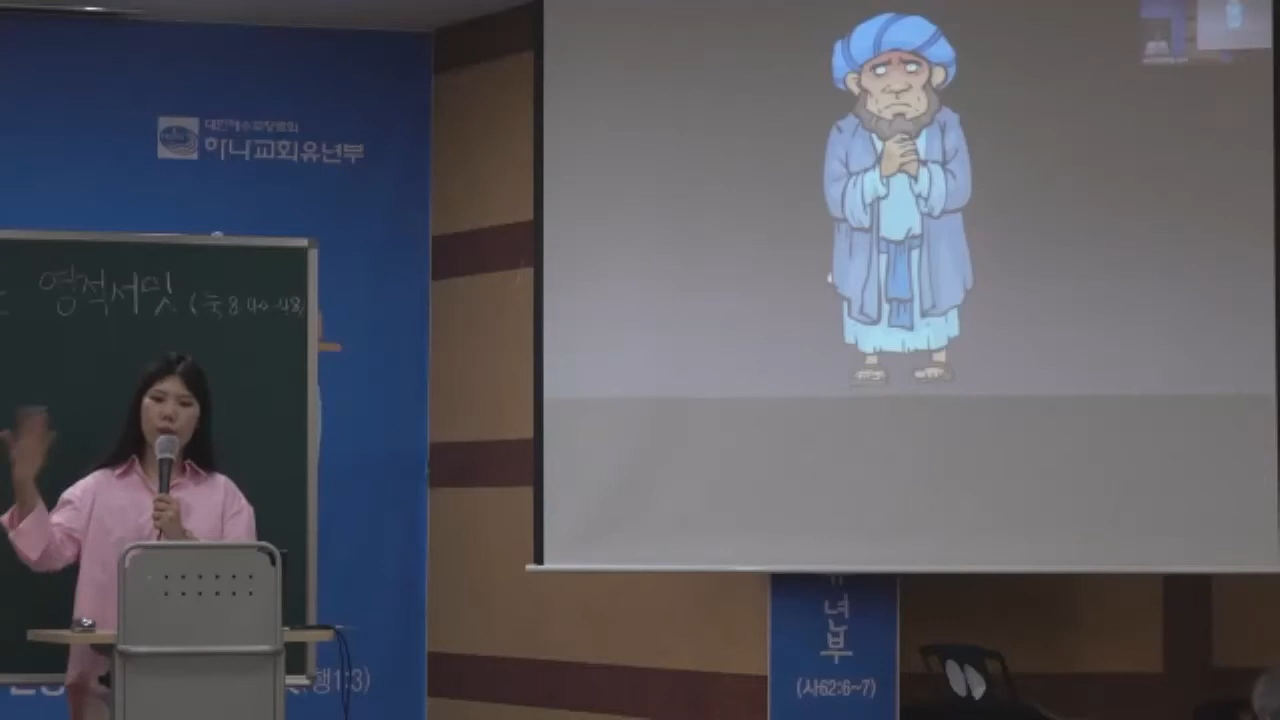 대한예수교장로회
하나교회유년부
영적서밋 (눅8:40-48)
년
부
(사62:6~7)
(행1:3)